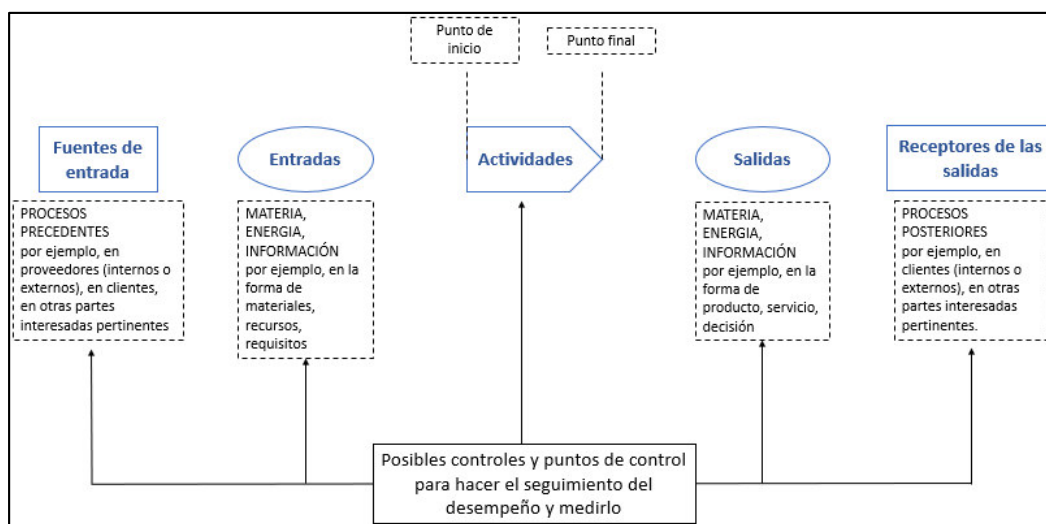 Punto de
inicio
Punto final
Fuentes de
entrada
Entradas
Actividades
Salidas
Receptores de las
salidas
PROCESOS
PRECEDENTES
por ejemplo, en
proveedores (internos o
externos), en clientes,
en otras partes
interesadas pertinentes
MATERIA,
ENERGIA,
INFORMACIÓN
por ejemplo, en la
forma de
materiales,
recursos,
requisitos
MATERIA,
ENERGIA,
INFORMACIÓN
por ejemplo, en la
forma de
producto, servicio,
decisión
PROCESOS
POSTERIORES
por ejemplo, en
clientes (internos o
externos), en otras
partes interesadas
pertinentes.
Posibles controles y puntos de control
para hacer el seguimiento del
desempeño y medirlo